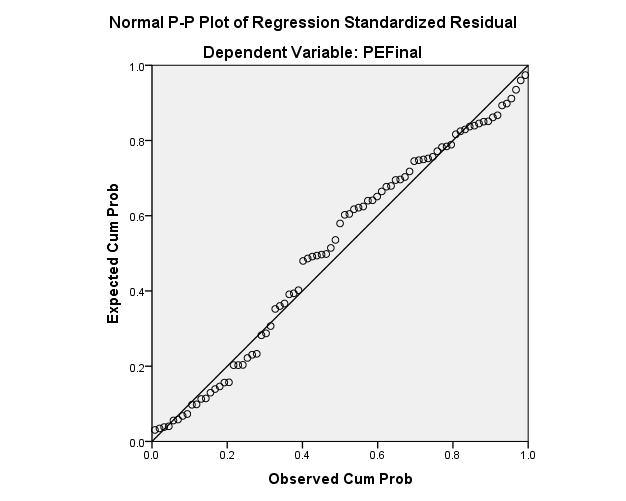 Normal P-P Plot of Regression Standardized Residual
Dependent Variable: PEFinal
1.0
0.8
0.6
0.4
0.2
0.0
Expected Cum Prob
0.0 0.2 0.4 0.6 0.8 1.0
Observed Cum Prob